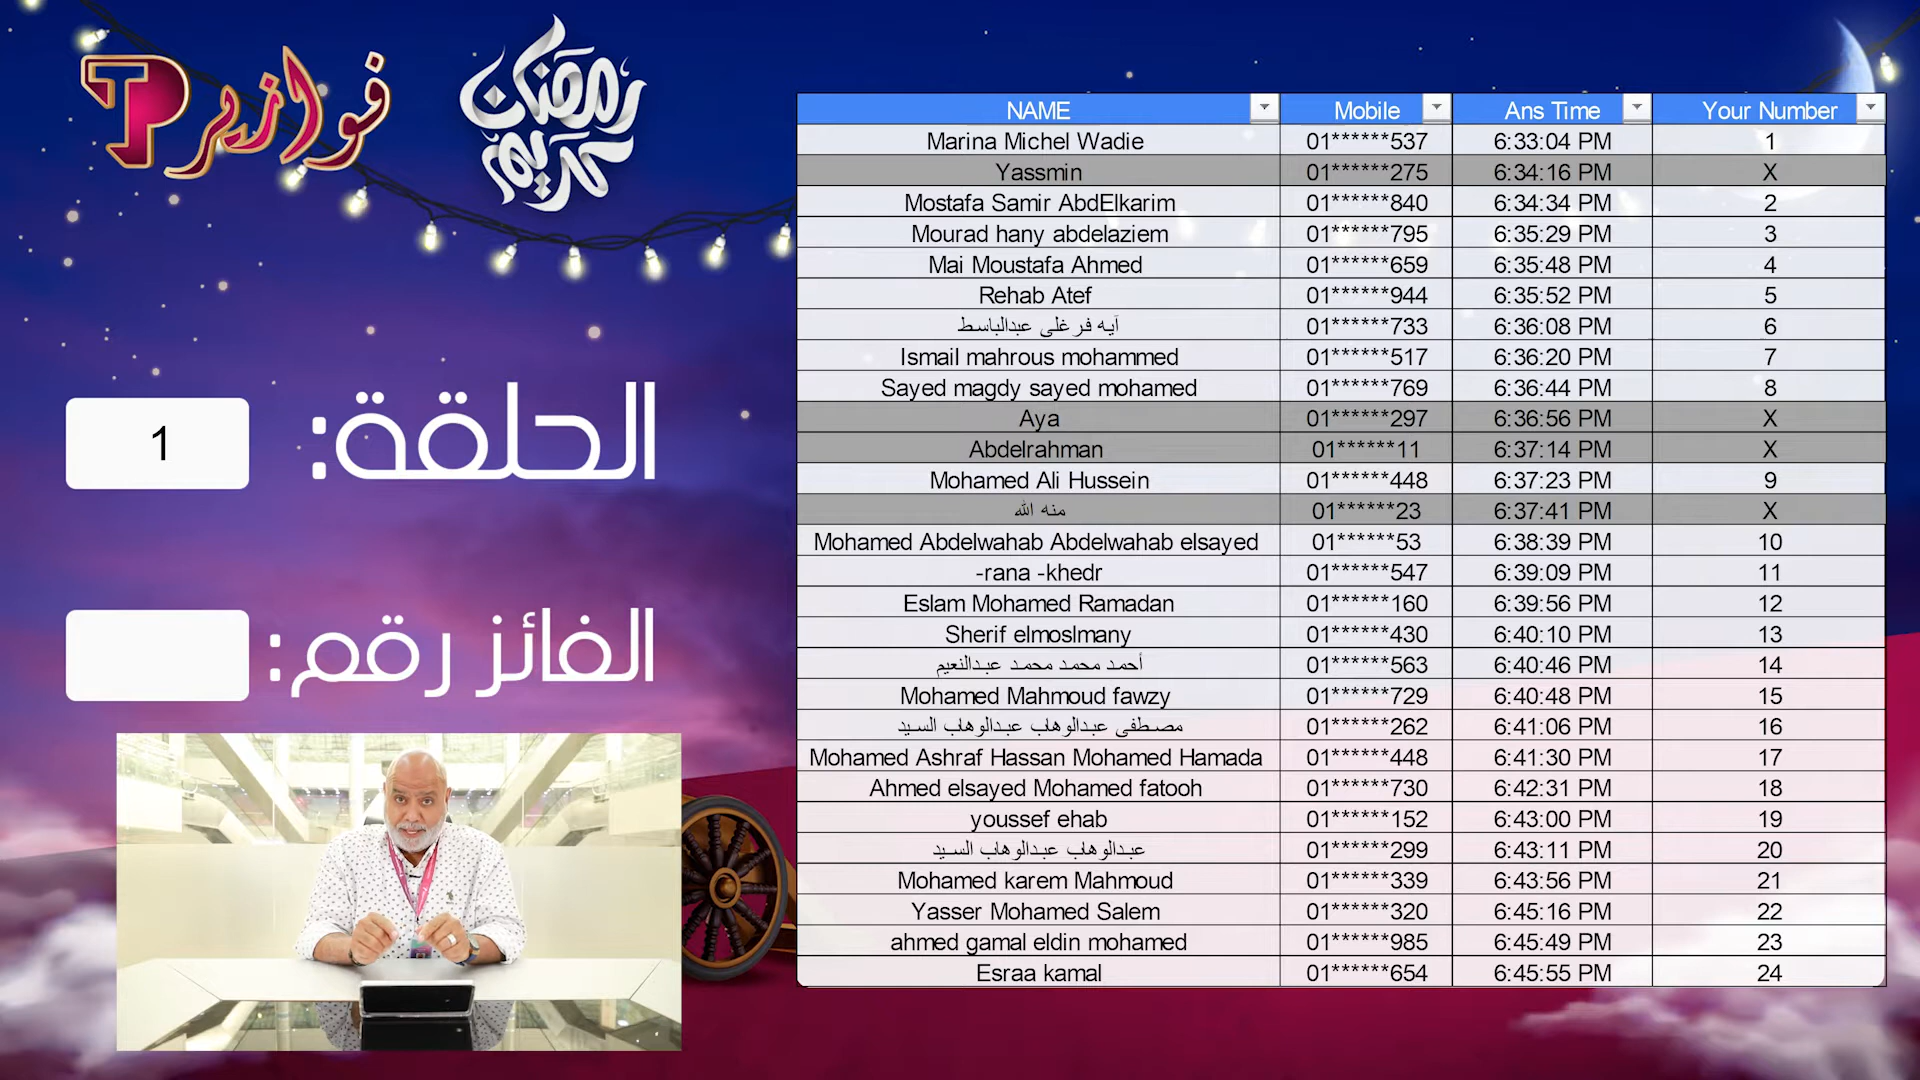 TP فوازير
رمضان كريم
الحلقة: 1
الفائز رقم:
NAME Mobile Ans Time Your Number
Marina Michel Wadie 01******537 6:33:04 PM 1
Yassmin 01******275 6:34:16 PM X
Mostafa Samir AbdElkarim 01******840 6:34:34 PM 2
Mourad hany abdelaziem 01******795 6:35:29 PM 3
Mai Moustafa Ahmed 01******659 6:35:48 PM 4
Rehab Atef 01******944 6:35:52 PM 5
آيه فرغلى عبدالباسط 01******733 6:36:08 PM 6
Ismail mahrous mohammed 01******517 6:36:20 PM 7
Sayed magdy sayed mohamed 01******769 6:36:44 PM 8
Aya 01******297 6:36:56 PM X
Abdelrahman 01******11 6:37:14 PM X
Mohamed Ali Hussein 01******448 6:37:23 PM 9
منه الله 01******23 6:37:41 PM X
Mohamed Abdelwahab Abdelwahab elsayed 01******53 6:38:39 PM 10
-rana -khedr 01******547 6:39:09 PM 11
Eslam Mohamed Ramadan 01******160 6:39:56 PM 12
Sherif elmoslmany 01******430 6:40:10 PM 13
أحمد محمد محمد عبدالنعيم 01******563 6:40:46 PM 14
Mohamed Mahmoud fawzy 01******729 6:40:48 PM 15
مصطفى عبدالوهاب عبدالوهاب السيد 01******262 6:41:06 PM 16
Mohamed Ashraf Hassan Mohamed Hamada 01******448 6:41:30 PM 17
Ahmed elsayed Mohamed fatooh 01******730 6:42:31 PM 18
youssef ehab 01******152 6:43:00 PM 19
عبدالوهاب عبدالوهاب السيد 01******299 6:43:11 PM 20
Mohamed karem Mahmoud 01******339 6:43:56 PM 21
Yasser Mohamed Salem 01******320 6:45:16 PM 22
ahmed gamal eldin mohamed 01******985 6:45:49 PM 23
Esraa kamal 01******654 6:45:55 PM 24